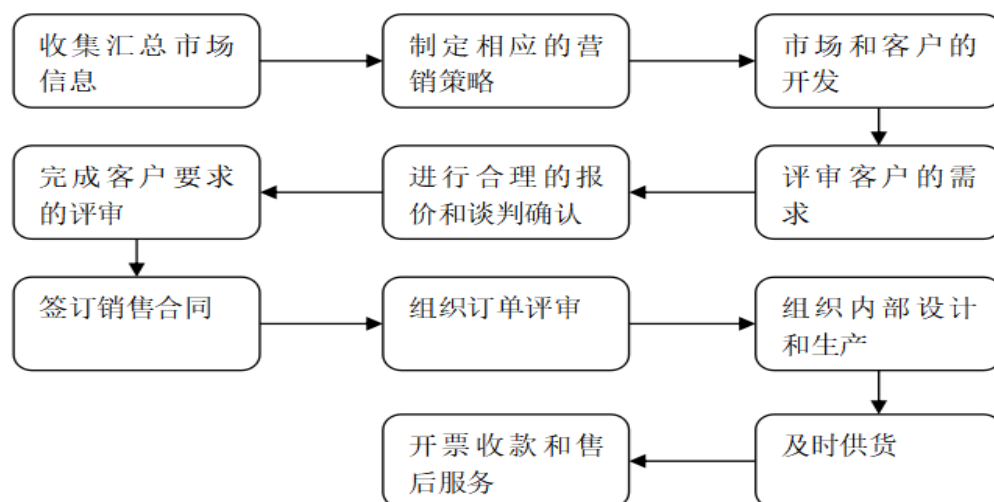 收集汇总市场
信息
制定相应的营
销策略
市场和客户的
开发
完成客户要求
的评审
进行合理的报
价和谈判确认
评审客户的需
求
签订销售合同
组织订单评审
组织内部设计
和生产
开票收款和售
后服务
及时供货